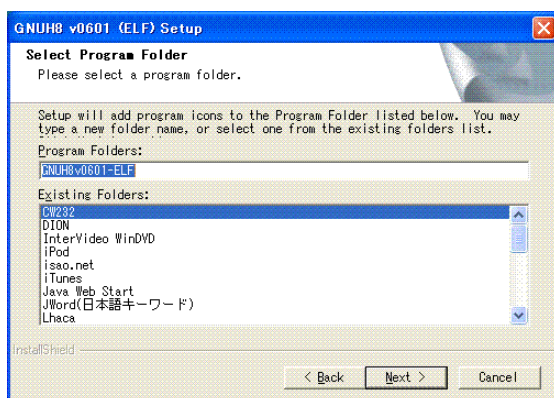 GNUH8 v0601 (ELF) Setup
Select Program Folder
Please select a program folder.
Setup will add program icons to the Program Folder listed below. You may
type a new folder name, or select one from the existing folders list.
Program Folders:
GNUH8v0601-ELF
Existing Folders:
CW232
DION
InterVideo WinDVD
iPod
isao.net
iTunes
Java Web Start
JWord(日本語キーワード)
Lhaca
InstallShield
< Back
Next >
Cancel